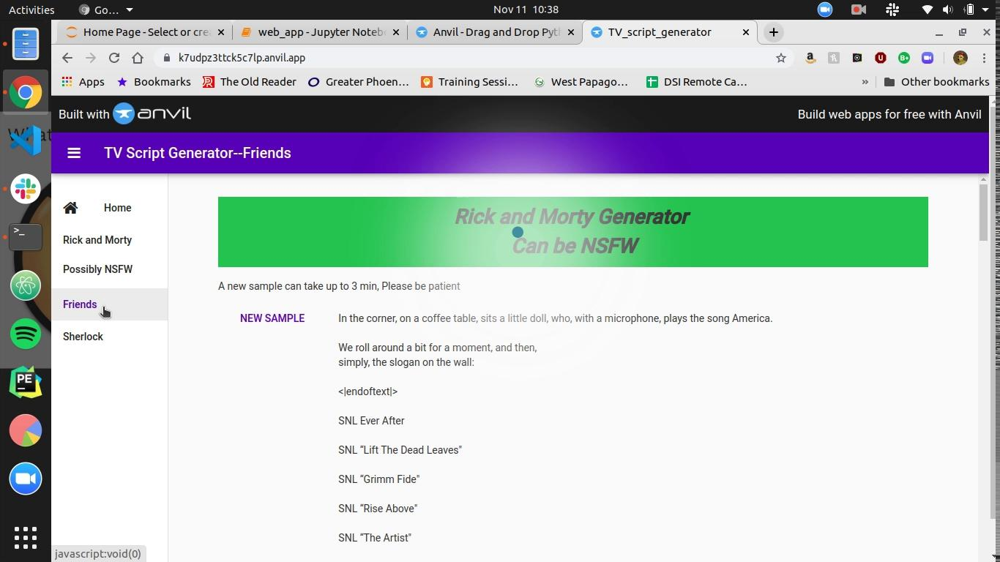 Activities
Go...
Nov 11 10:38
Home Page - Select or cre
web_app - Jupyter Noteb
Anvil - Drag and Drop Pyt
TV_script_generator
k7udpz3ttck5c7lp.anvil.app
Apps
Bookmarks
The Old Reader
Greater Phoen...
Training Sessi...
West Papago...
DSI Remote Ca...
»
Other bookmarks
Built with anvil
Build web apps for free with Anvil
TV Script Generator--Friends
Home
Rick and Morty
Possibly NSFW
Friends
Sherlock
Rick and Morty Generator
Can be NSFW
A new sample can take up to 3 min, Please be patient
NEW SAMPLE
In the corner, on a coffee table, sits a little doll, who, with a microphone, plays the song America.
We roll around a bit for a moment, and then,
simply, the slogan on the wall:
<|endoftext|>
SNL Ever After
SNL “Lift The Dead Leaves"
SNL “Grimm Fide"
SNL “Rise Above"
SNL “The Artist"
javascript:void(0)